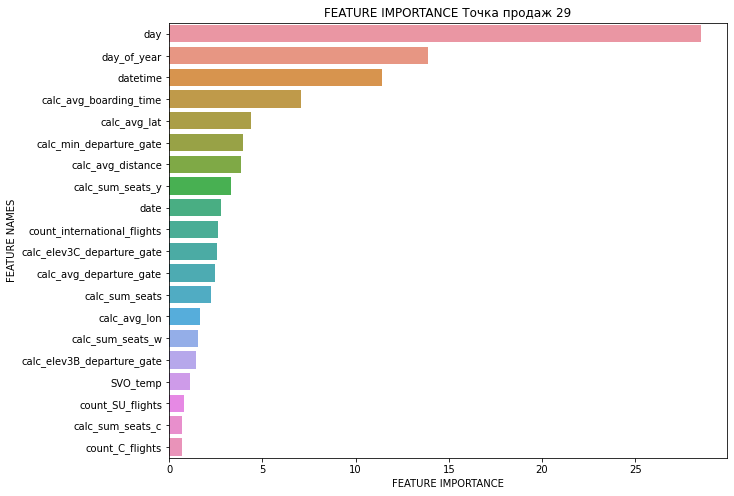 FEATURE IMPORTANCE Точка продаж 29
day
day_of_year
datetime
calc_avg_boarding_time
calc_avg_lat
calc_min_departure_gate
calc_avg_distance
calc_sum_seats_y
date
count_international_flights
calc_elev3C_departure_gate
calc_avg_departure_gate
calc_sum_seats
calc_avg_lon
calc_sum_seats_w
calc_elev3B_departure_gate
SVO_temp
count_SU_flights
calc_sum_seats_c
count_C_flights
FEATURE NAMES
0 5 10 15 20 25
FEATURE IMPORTANCE